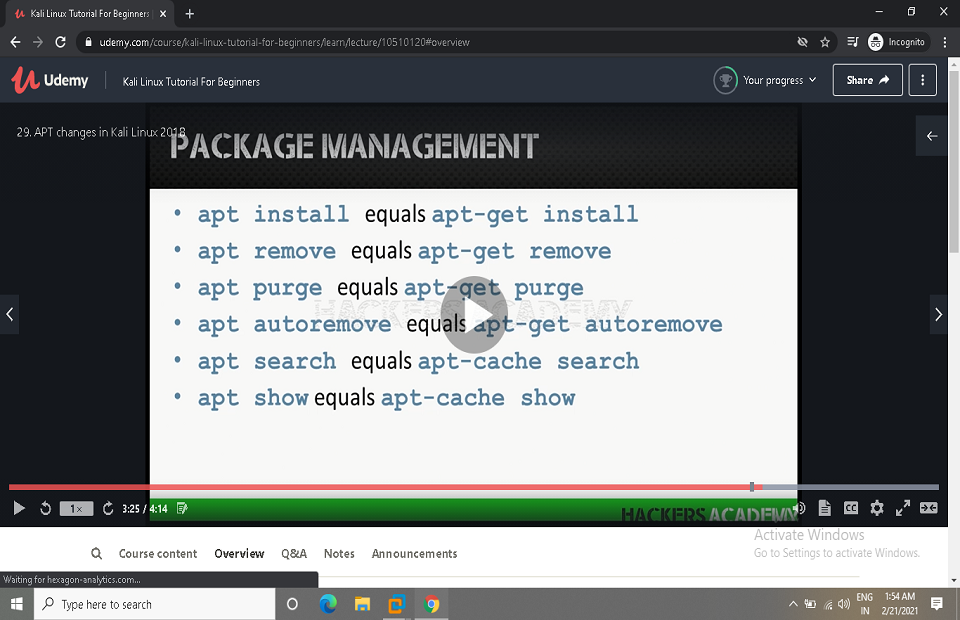 Kali Linux Tutorial For Beginners
udemy.com/course/kali-linux-tutorial-for-beginners/learn/lecture/10510120#overview
Incognito
Udemy
Kali Linux Tutorial For Beginners
Your progress
Share
29. APT changes in Kali Linux 2018
PACKAGE MANAGEMENT
• apt install equals apt-get install
• apt remove equals apt-get remove
• apt purge equals apt-get purge
HACKERS ACADEMY
• apt autoremove equals apt-get autoremove
• apt search equals apt-cache search
• apt show equals apt-cache show
1x
3:25 / 4:14
CC
HACKERS ACADEMY
Activate Windows
Go to Settings to activate Windows.
Course content
Overview
Q&A
Notes
Announcements
Waiting for hexagon-analytics.com...
Type here to search
ENG
IN
1:54 AM
2/21/2021